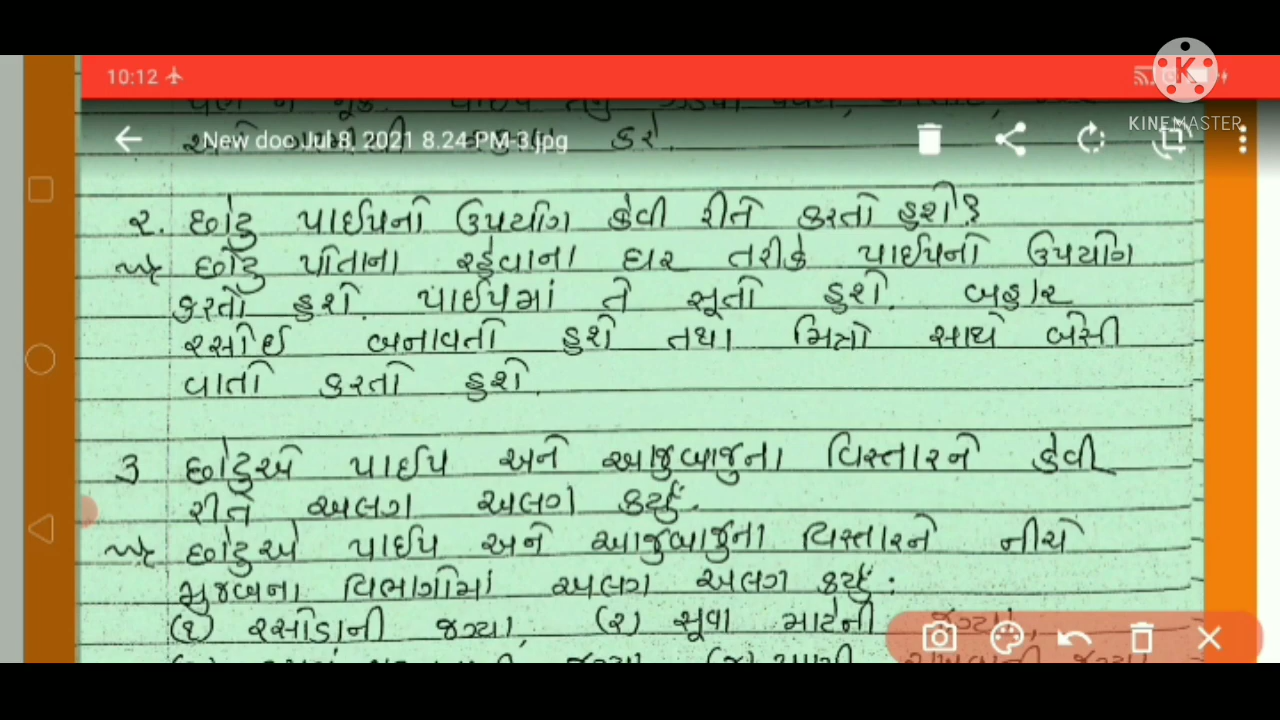 10:12
KINEMASTER
New doc Jul 8, 2021 8.24 PM-3.jpg
કરે.
૨. છોટુ પાઈપનો ઉપયોગ કેવી રીતે કરતો હશે?
જ. છોટુ પોતાના રહેવાના ઘર તરીકે પાઈપનો ઉપયોગ
કરતો હશે. પાઈપમાં તે સૂતો હશે. બહાર
રસોઈ બનાવતો હશે તથા મિત્રો સાથે બેસી
વાતો કરતો હશે.
3 છોટુએ પાઈપ અને આજુબાજુના વિસ્તારને કેવી
રીતે અલગ અલગ કર્યું.
જ. છોટુએ પાઈપ અને આજુબાજુના વિસ્તારને નીચે
મુજબના વિભાગોમાં અલગ અલગ કર્યું:
(૧) રસોડાની જગ્યા, (૨) સૂવા માટેની જગ્યા,